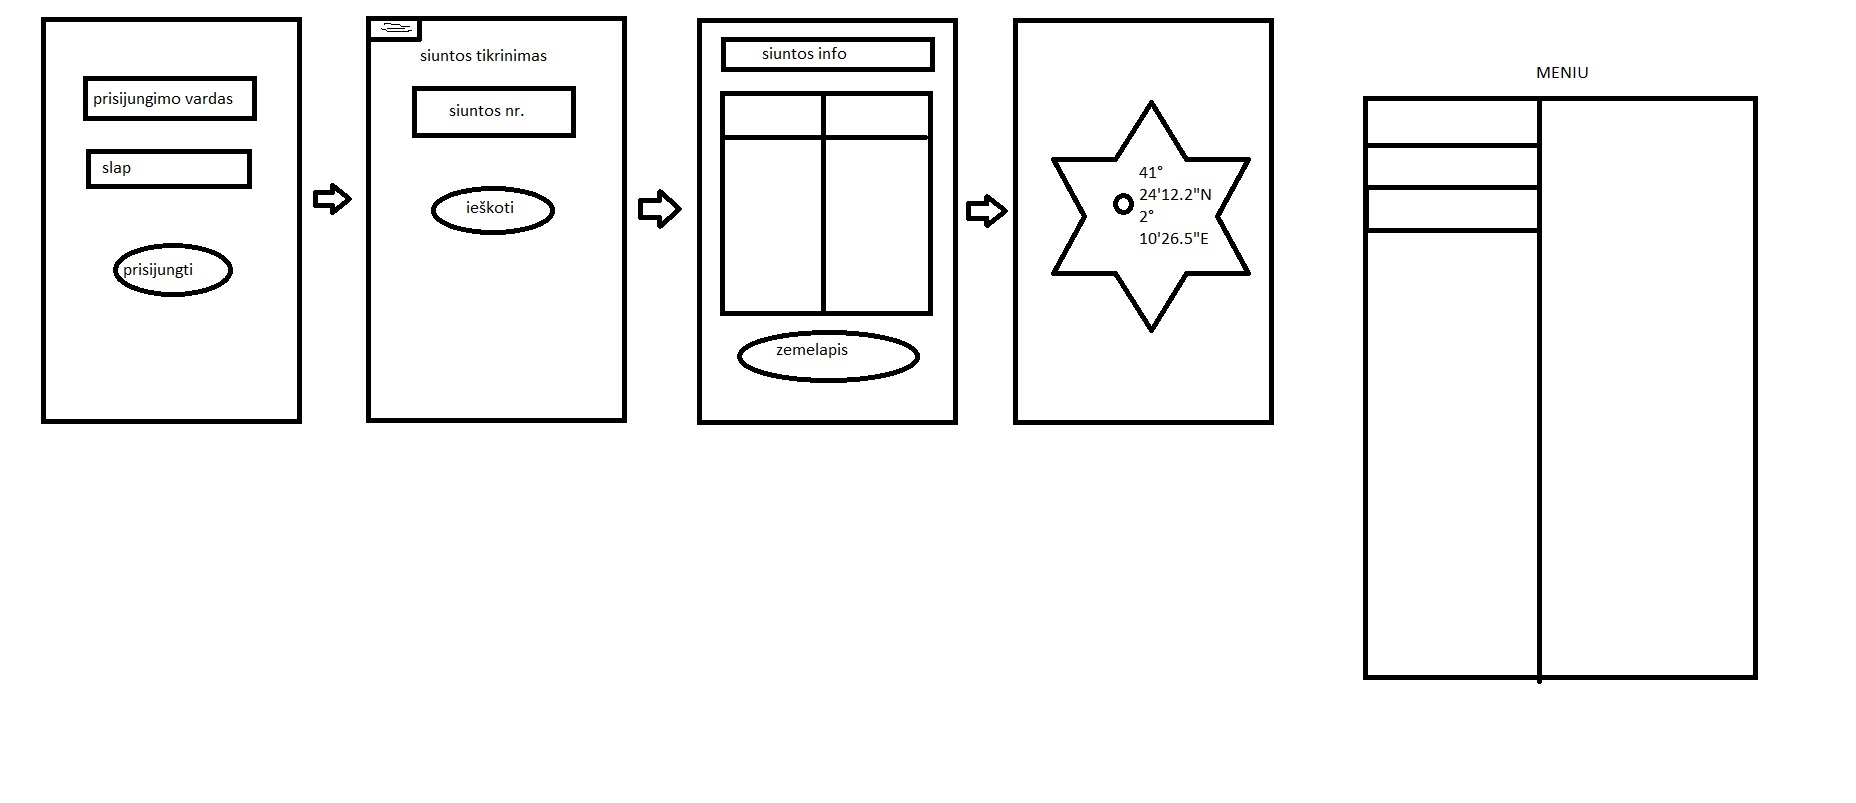 prisijungimo vardas
slap
prisijungti
siuntos tikrinimas
siuntos nr.
ieškoti
siuntos info
zemelapis
41°
24'12.2"N
2°
10'26.5"E
MENIU